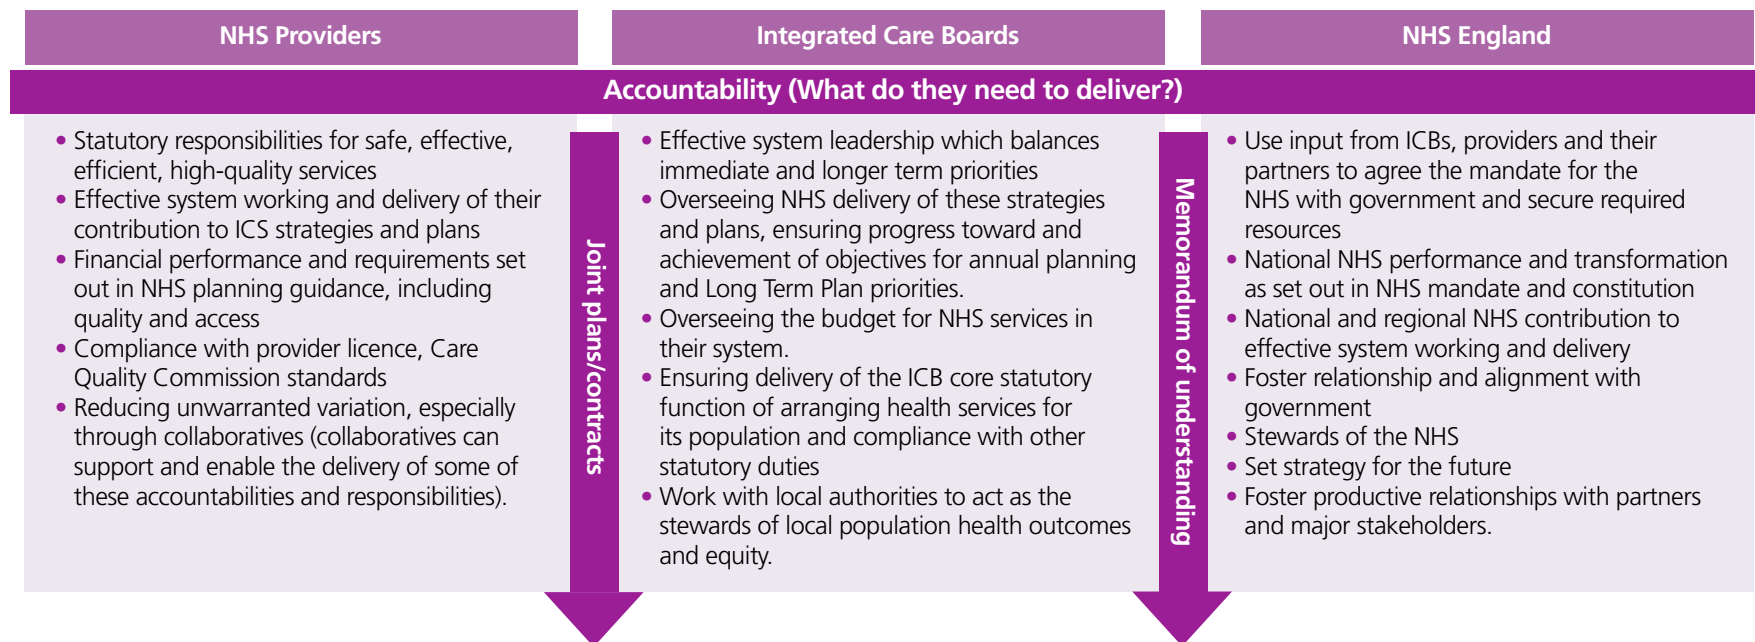 NHS Providers
Integrated Care Boards
NHS England
Accountability (What do they need to deliver?)
• Statutory responsibilities for safe, effective,
efficient, high-quality services
• Effective system working and delivery of their
contribution to ICS strategies and plans
• Financial performance and requirements set
out in NHS planning guidance, including
quality and access
• Compliance with provider licence, Care
Quality Commission standards
• Reducing unwarranted variation, especially
through collaboratives (collaboratives can
support and enable the delivery of some of
these accountabilities and responsibilities).
Joint plans/contracts
• Effective system leadership which balances
immediate and longer term priorities
• Overseeing NHS delivery of these strategies
and plans, ensuring progress toward and
achievement of objectives for annual planning
and Long Term Plan priorities.
• Overseeing the budget for NHS services in
their system.
• Ensuring delivery of the ICB core statutory
function of arranging health services for
its population and compliance with other
statutory duties
• Work with local authorities to act as the
stewards of local population health outcomes
and equity.
Memorandum of understanding
• Use input from ICBs, providers and their
partners to agree the mandate for the
NHS with government and secure required
resources
• National NHS performance and transformation
as set out in NHS mandate and constitution
• National and regional NHS contribution to
effective system working and delivery
• Foster relationship and alignment with
government
• Stewards of the NHS
• Set strategy for the future
• Foster productive relationships with partners
and major stakeholders.